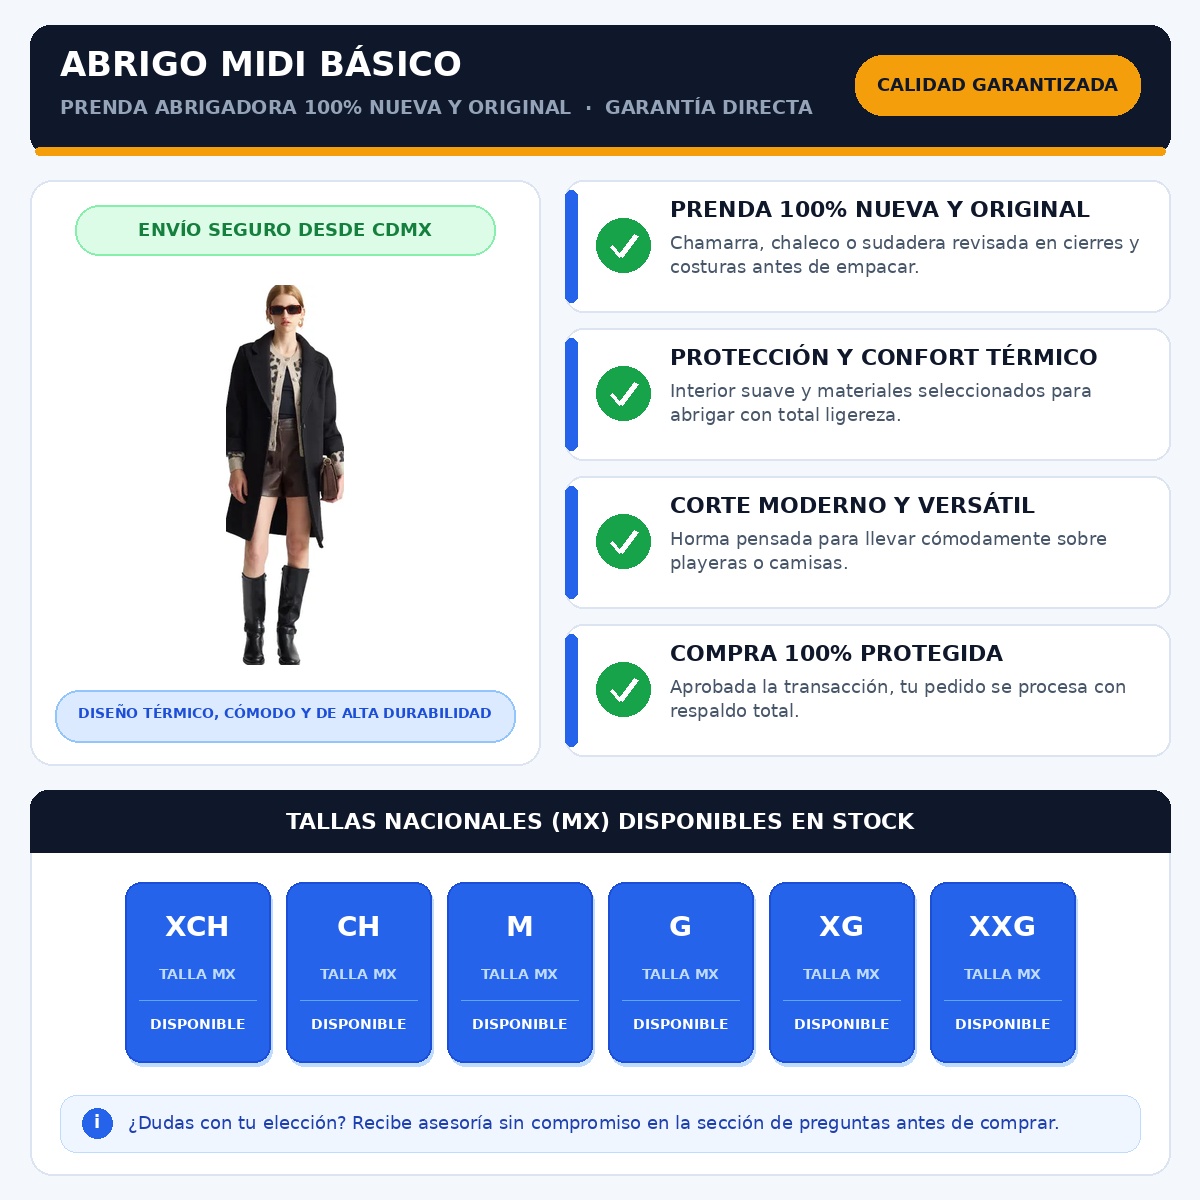 ABRIGO MIDI BÁSICO
PRENDA ABRIGADORA 100% NUEVA Y ORIGINAL · GARANTÍA DIRECTA
CALIDAD GARANTIZADA
ENVÍO SEGURO DESDE CDMX
DISEÑO TÉRMICO, CÓMODO Y DE ALTA DURABILIDAD
PRENDA 100% NUEVA Y ORIGINAL
Chamarra, chaleco o sudadera revisada en cierres y
costuras antes de empacar.
PROTECCIÓN Y CONFORT TÉRMICO
Interior suave y materiales seleccionados para
abrigar con total ligereza.
CORTE MODERNO Y VERSÁTIL
Horma pensada para llevar cómodamente sobre
playeras o camisas.
COMPRA 100% PROTEGIDA
Aprobada la transacción, tu pedido se procesa con
respaldo total.
TALLAS NACIONALES (MX) DISPONIBLES EN STOCK
XCH
TALLA MX
DISPONIBLE
CH
TALLA MX
DISPONIBLE
M
TALLA MX
DISPONIBLE
G
TALLA MX
DISPONIBLE
XG
TALLA MX
DISPONIBLE
XXG
TALLA MX
DISPONIBLE
i
¿Dudas con tu elección? Recibe asesoría sin compromiso en la sección de preguntas antes de comprar.